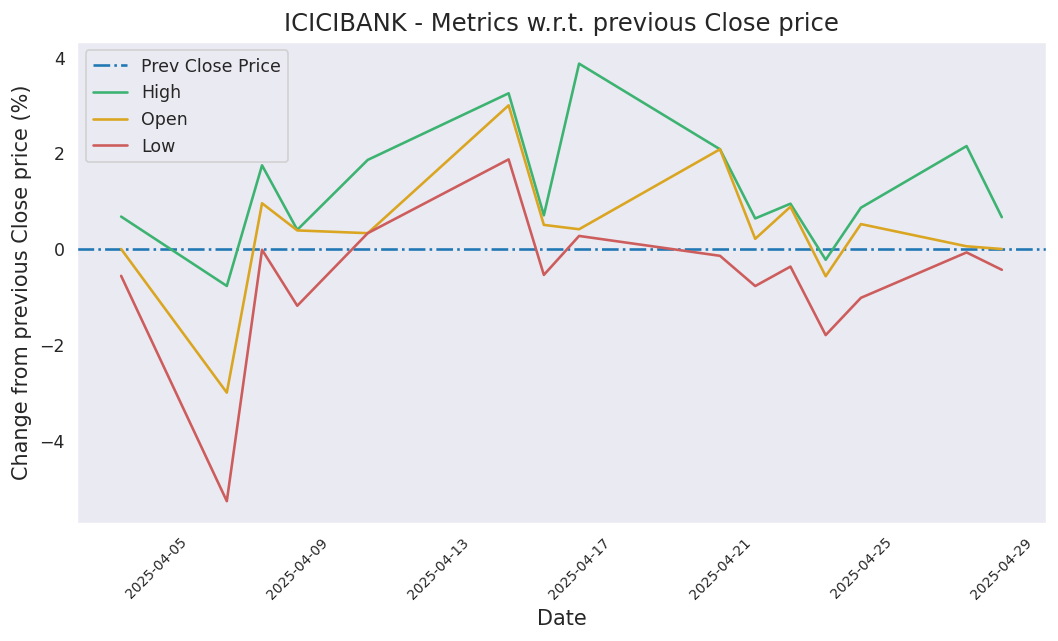 ICICIBANK - Metrics w.r.t. previous Close price
Prev Close Price
High
Open
Low
Change from previous Close price (%)
4
2
0
−2
−4
2025-04-05
2025-04-09
2025-04-13
2025-04-17
2025-04-21
2025-04-25
2025-04-29
Date